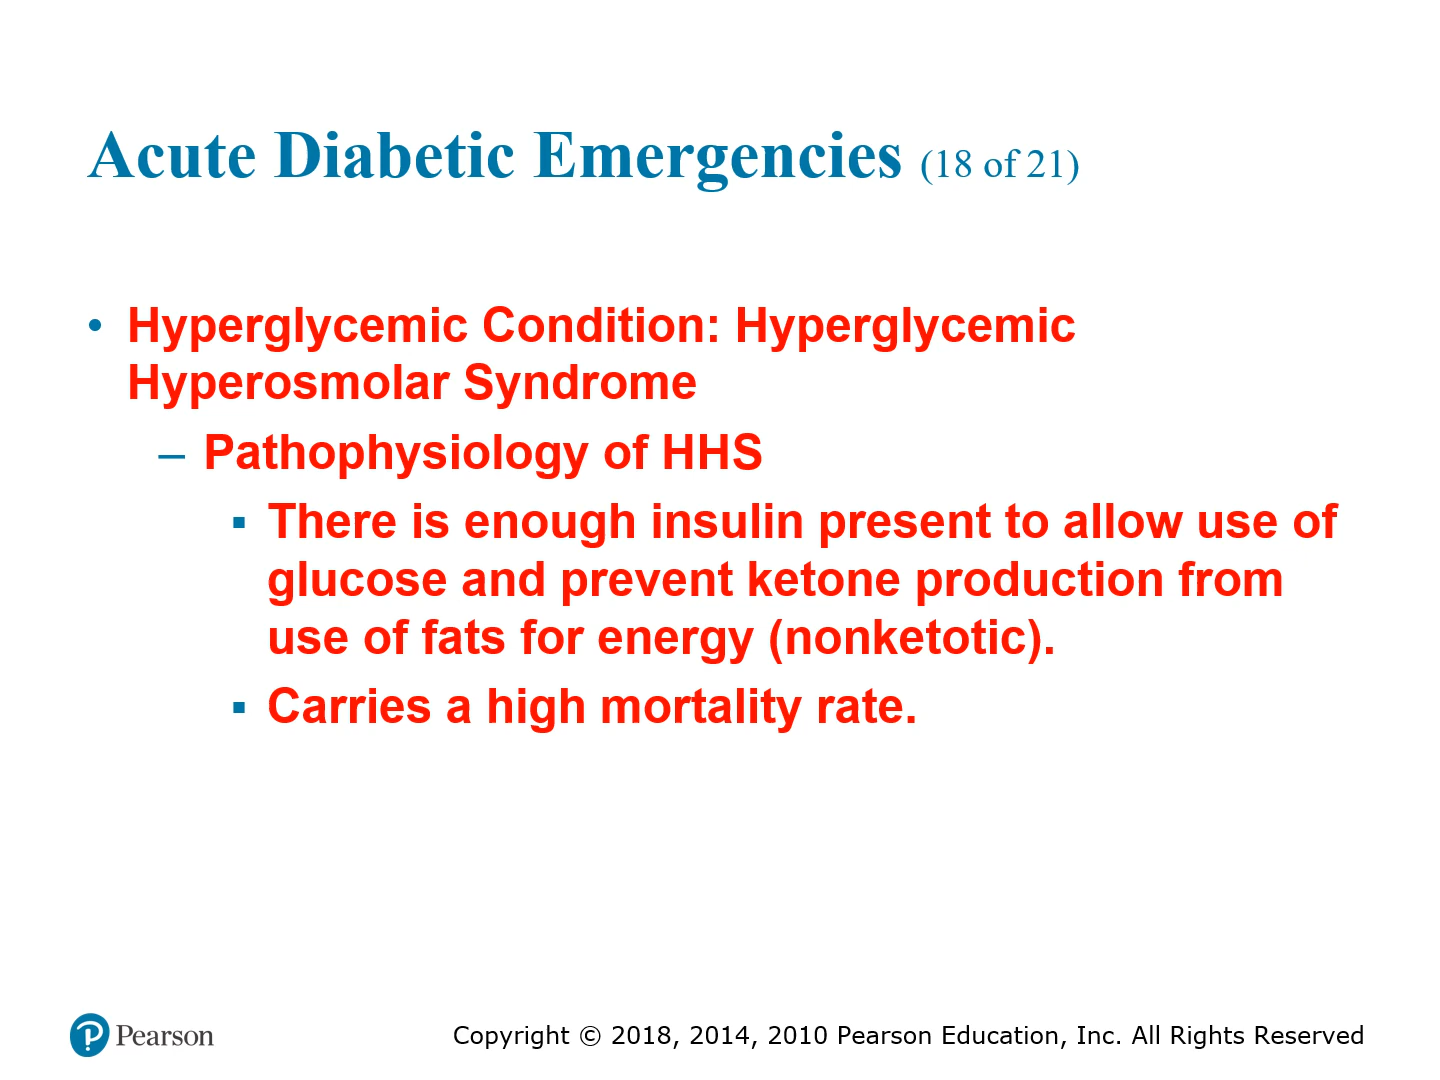 Acute Diabetic Emergencies (18 of 21)
• Hyperglycemic Condition: Hyperglycemic
Hyperosmolar Syndrome
– Pathophysiology of HHS
▪ There is enough insulin present to allow use of
glucose and prevent ketone production from
use of fats for energy (nonketotic).
▪ Carries a high mortality rate.
Pearson
Copyright © 2018, 2014, 2010 Pearson Education, Inc. All Rights Reserved